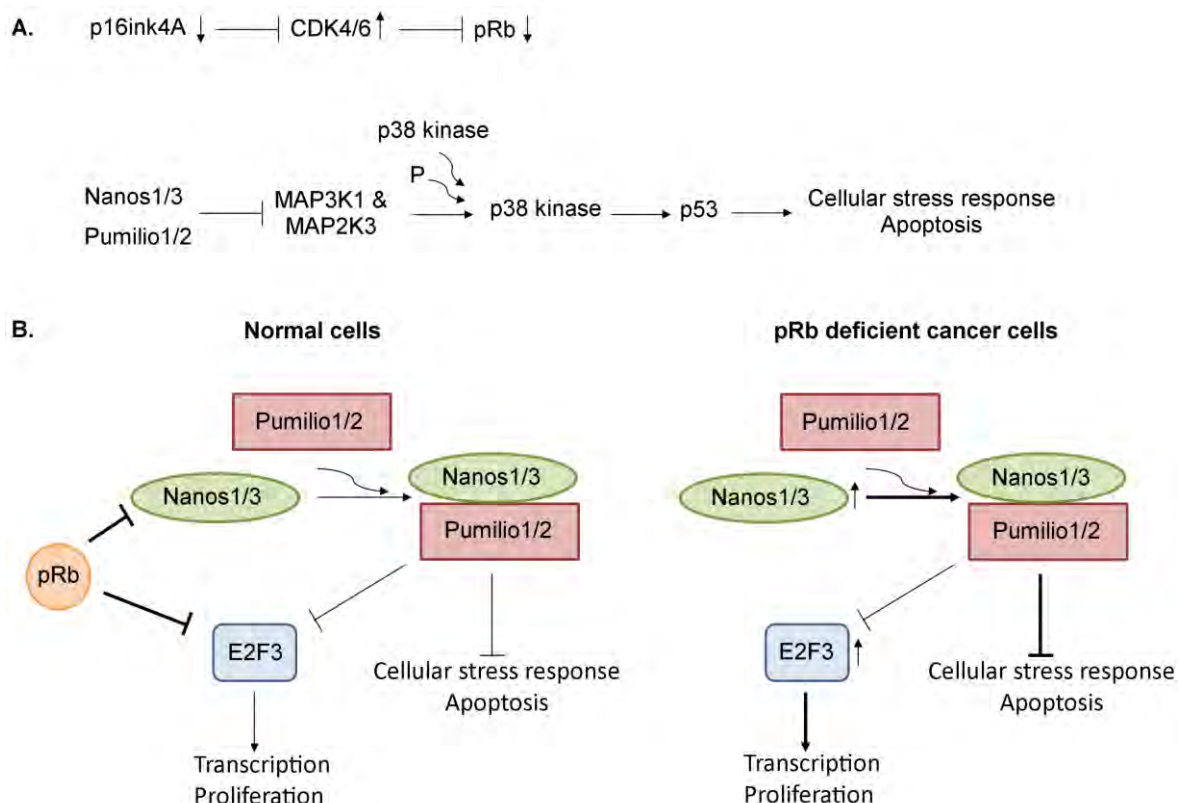 A. p16ink4A CDK4/6 pRb
p38 kinase
P
Nanos1/3
Pumilio1/2
MAP3K1 &
MAP2K3
p38 kinase
p53
Cellular stress response
Apoptosis
B.
Normal cells
Pumilio1/2
Nanos1/3
Nanos1/3
Pumilio1/2
pRb
E2F3
Cellular stress response
Apoptosis
Transcription
Proliferation
pRb deficient cancer cells
Pumilio1/2
Nanos1/3
Nanos1/3
Pumilio1/2
E2F3
Cellular stress response
Apoptosis
Transcription
Proliferation